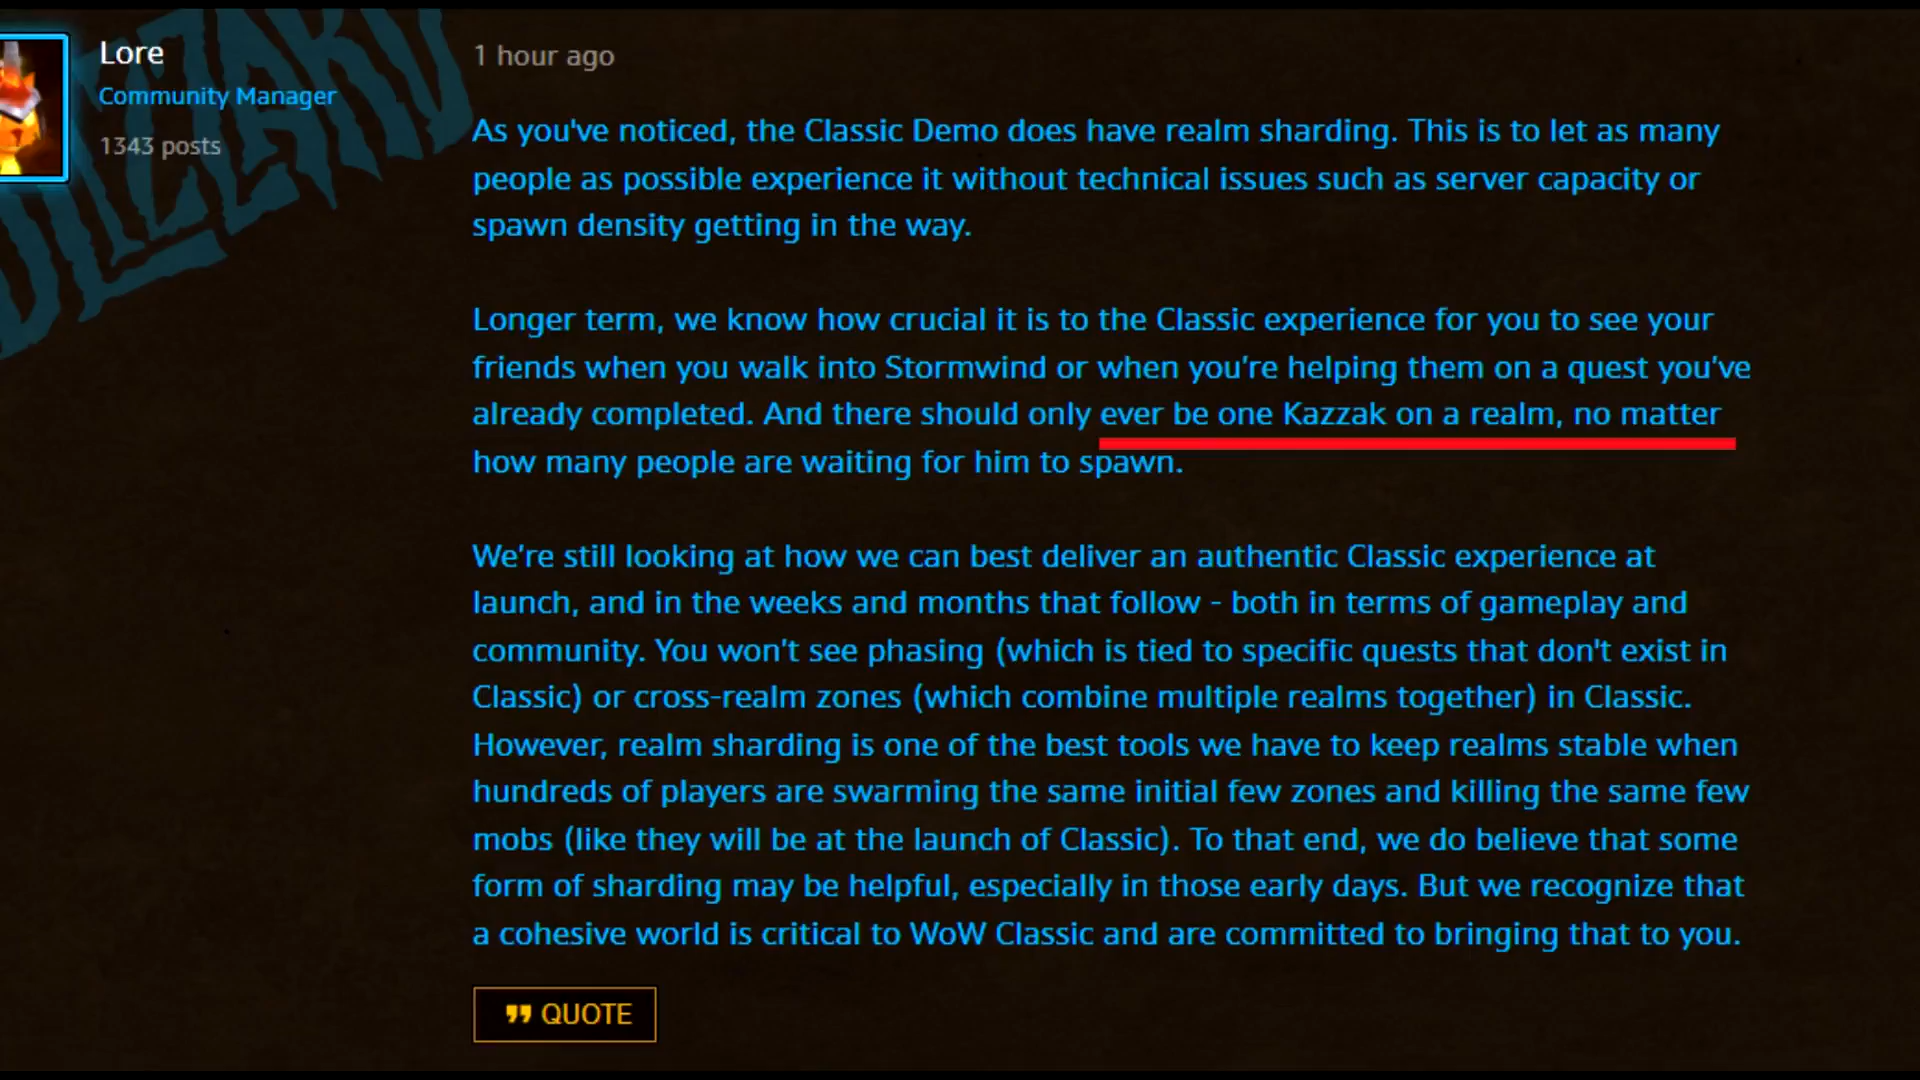 Lore
Community Manager
1343 posts
1 hour ago
As you've noticed, the Classic Demo does have realm sharding. This is to let as many
people as possible experience it without technical issues such as server capacity or
spawn density getting in the way.
Longer term, we know how crucial it is to the Classic experience for you to see your
friends when you walk into Stormwind or when you’re helping them on a quest you’ve
already completed. And there should only ever be one Kazzak on a realm, no matter
how many people are waiting for him to spawn.
We’re still looking at how we can best deliver an authentic Classic experience at
launch, and in the weeks and months that follow - both in terms of gameplay and
community. You won't see phasing (which is tied to specific quests that don't exist in
Classic) or cross-realm zones (which combine multiple realms together) in Classic.
However, realm sharding is one of the best tools we have to keep realms stable when
hundreds of players are swarming the same initial few zones and killing the same few
mobs (like they will be at the launch of Classic). To that end, we do believe that some
form of sharding may be helpful, especially in those early days. But we recognize that
a cohesive world is critical to WoW Classic and are committed to bringing that to you.
QUOTE
BLIZZARD